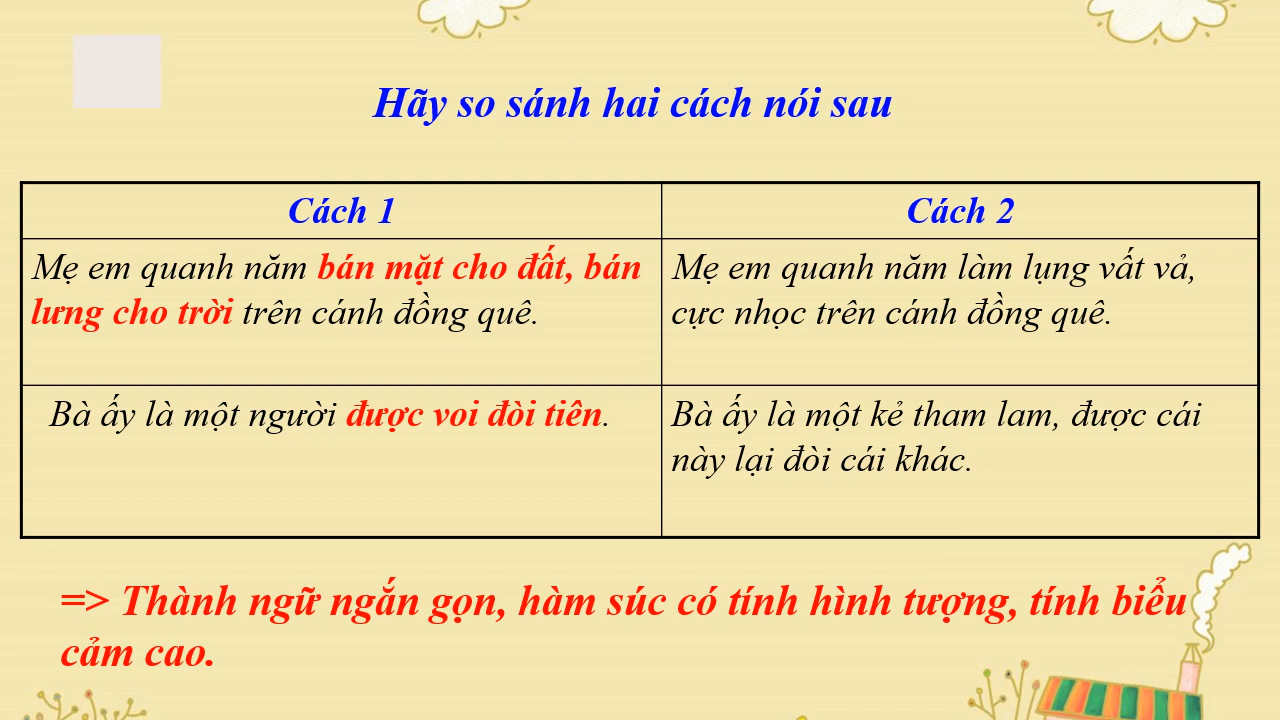 Hãy so sánh hai cách nói sau
Cách 1
Cách 2
Mẹ em quanh năm bán mặt cho đất, bán
lưng cho trời trên cánh đồng quê.
Mẹ em quanh năm làm lụng vất vả,
cực nhọc trên cánh đồng quê.
Bà ấy là một người được voi đòi tiên.
Bà ấy là một kẻ tham lam, được cái
này lại đòi cái khác.
=> Thành ngữ ngắn gọn, hàm súc có tính hình tượng, tính biểu
cảm cao.